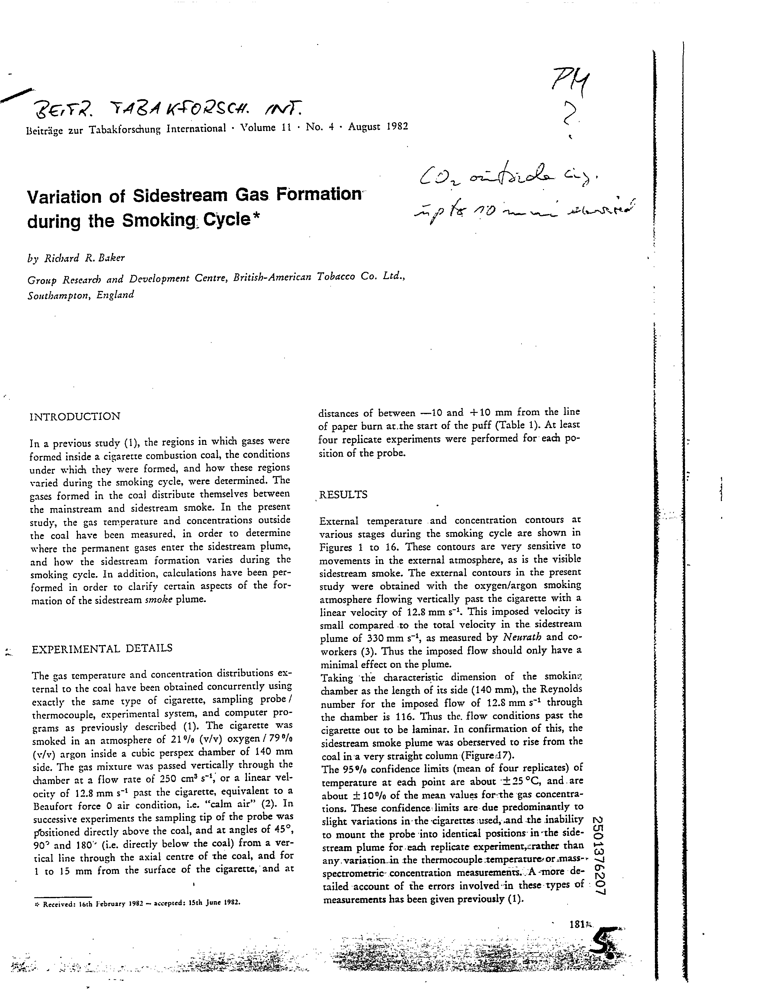 PM
?
BEITR. TABAKFORSCH. INT.
Beiträge zur Tabakforschung International · Volume 11 · No. 4 · August 1982
CO₂ outside cig.
up to 10 mm
Variation of Sidestream Gas Formation
during the Smoking Cycle*
by Richard R. Baker
Group Research and Development Centre, British-American Tobacco Co. Ltd.,
Southampton, England
INTRODUCTION
In a previous study (1), the regions in which gases were
formed inside a cigarette combustion coal, the conditions
under which they were formed, and how these regions
varied during the smoking cycle, were determined. The
gases formed in the coal distribute themselves between
the mainstream and sidestream smoke. In the present
study, the gas temperature and concentrations outside
the coal have been measured, in order to determine
where the permanent gases enter the sidestream plume,
and how the sidestream formation varies during the
smoking cycle. In addition, calculations have been per-
formed in order to clarify certain aspects of the for-
mation of the sidestream smoke plume.
EXPERIMENTAL DETAILS
The gas temperature and concentration distributions ex-
ternal to the coal have been obtained concurrently using
exactly the same type of cigarette, sampling probe/
thermocouple, experimental system, and computer pro-
grams as previously described (1). The cigarette was
smoked in an atmosphere of 21% (v/v) oxygen / 79%
(v/v) argon inside a cubic perspex chamber of 140 mm
side. The gas mixture was passed vertically through the
chamber at a flow rate of 250 cm³ s⁻¹, or a linear vel-
ocity of 12.8 mm s⁻¹ past the cigarette, equivalent to a
Beaufort force 0 air condition, i.e. “calm air” (2). In
successive experiments the sampling tip of the probe was
positioned directly above the coal, and at angles of 45°,
90° and 180° (i.e. directly below the coal) from a ver-
tical line through the axial centre of the coal, and for
1 to 15 mm from the surface of the cigarette, and at
* Received: 16th February 1982 — accepted: 15th June 1982.
distances of between —10 and +10 mm from the line
of paper burn at the start of the puff (Table 1). At least
four replicate experiments were performed for each po-
sition of the probe.
RESULTS
External temperature and concentration contours at
various stages during the smoking cycle are shown in
Figures 1 to 16. These contours are very sensitive to
movements in the external atmosphere, as is the visible
sidestream smoke. The external contours in the present
study were obtained with the oxygen/argon smoking
atmosphere flowing vertically past the cigarette with a
linear velocity of 12.8 mm s⁻¹. This imposed velocity is
small compared to the total velocity in the sidestream
plume of 330 mm s⁻¹, as measured by Neurath and co-
workers (3). Thus the imposed flow should only have a
minimal effect on the plume.
Taking the characteristic dimension of the smoking
chamber as the length of its side (140 mm), the Reynolds
number for the imposed flow of 12.8 mm s⁻¹ through
the chamber is 116. Thus the flow conditions past the
cigarette out to be laminar. In confirmation of this, the
sidestream smoke plume was oberserved to rise from the
coal in a very straight column (Figure 17).
The 95% confidence limits (mean of four replicates) of
temperature at each point are about ±25 °C, and are
about ±10% of the mean values for the gas concentra-
tions. These confidence limits are due predominantly to
slight variations in the cigarettes used, and the inability
to mount the probe into identical positions in the side-
stream plume for each replicate experiment, rather than
any variation in the thermocouple temperature or mass-
spectrometric concentration measurements. A more de-
tailed account of the errors involved in these types of
measurements has been given previously (1).
2501376207
181
5.